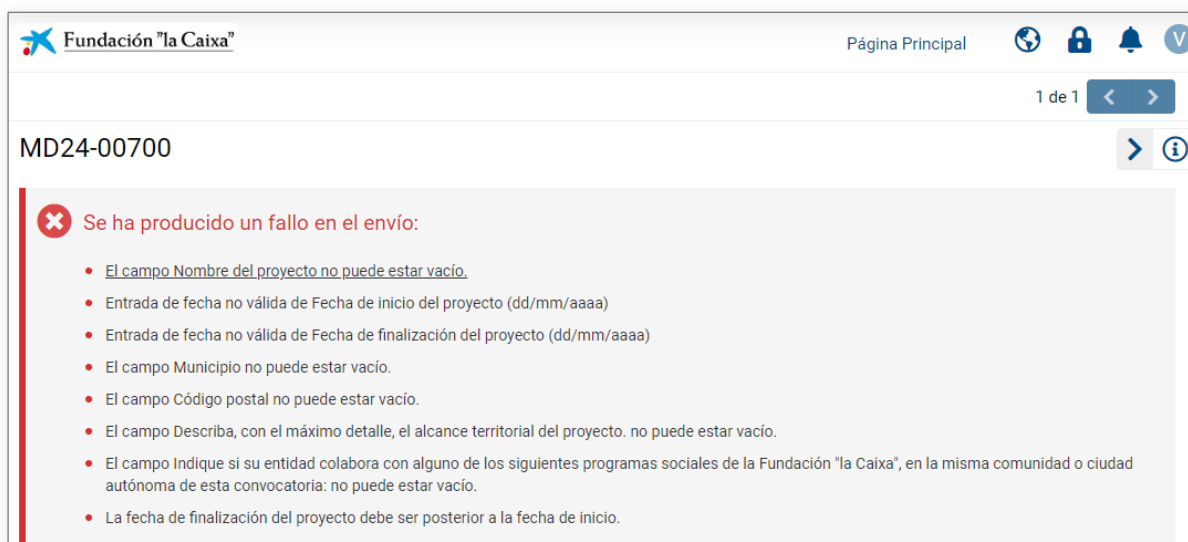 Fundación "la Caixa"
Página Principal
V
1 de 1
MD24-00700
Se ha producido un fallo en el envío:
El campo Nombre del proyecto no puede estar vacío.
Entrada de fecha no válida de Fecha de inicio del proyecto (dd/mm/aaaa)
Entrada de fecha no válida de Fecha de finalización del proyecto (dd/mm/aaaa)
El campo Municipio no puede estar vacío.
El campo Código postal no puede estar vacío.
El campo Describa, con el máximo detalle, el alcance territorial del proyecto. no puede estar vacío.
El campo Indique si su entidad colabora con alguno de los siguientes programas sociales de la Fundación "la Caixa", en la misma comunidad o ciudad
autónoma de esta convocatoria: no puede estar vacío.
La fecha de finalización del proyecto debe ser posterior a la fecha de inicio.